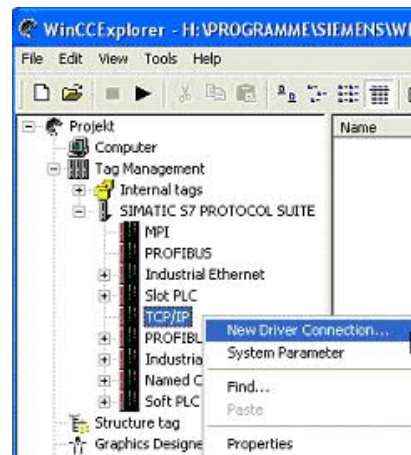 WinCCExplorer - H:\PROGRAMME\SIEMENS\W
File Edit View Tools Help
Projekt
Name
Computer
Tag Management
Internal tags
SIMATIC S7 PROTOCOL SUITE
MPI
PROFIBUS
Industrial Ethernet
Slot PLC
TCP/IP
New Driver Connection...
PROFIBU
System Parameter
Industria
Named C
Find...
Soft PLC
Paste
Structure tag
Graphics Designe
Properties